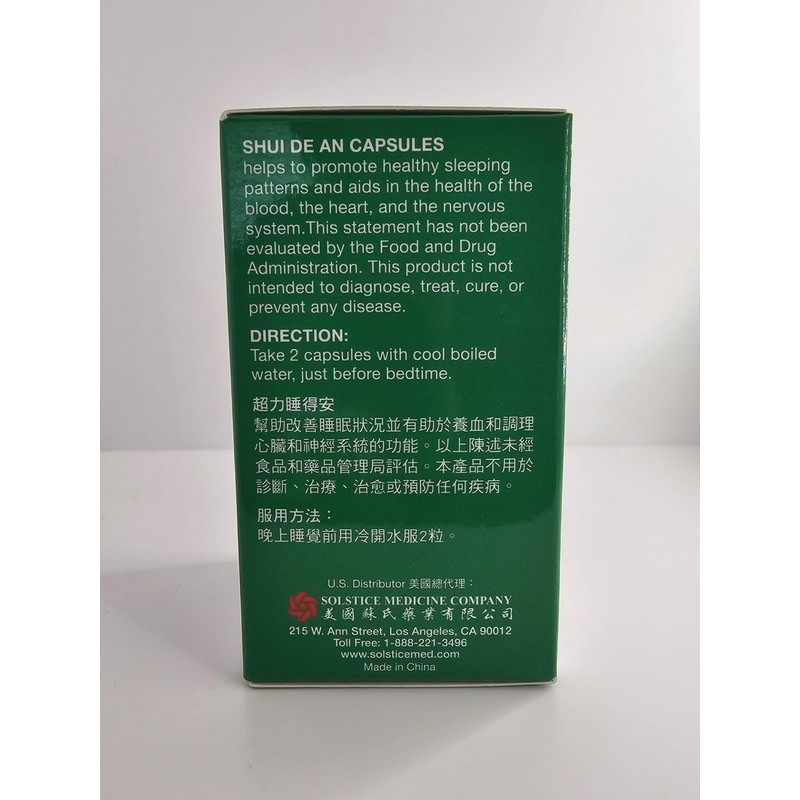 SHUI DE AN CAPSULES
helps to promote healthy sleeping
patterns and aids in the health of the
blood, the heart, and the nervous
system.This statement has not been
evaluated by the Food and Drug
Administration. This product is not
intended to diagnose, treat, cure, or
prevent any disease.
DIRECTION:
Take 2 capsules with cool boiled
water, just before bedtime.
超力睡得安
幫助改善睡眠狀況並有助於養血和調理
心臟和神經系統的功能。以上陳述未經
食品和藥品管理局評估。本產品不用於
診斷、治療、治愈或預防任何疾病。
服用方法：
晚上睡覺前用冷開水服2粒。
U.S. Distributor 美國總代理：
SOLSTICE MEDICINE COMPANY
美國蘇氏藥業有限公司
215 W. Ann Street, Los Angeles, CA 90012
Toll Free: 1-888-221-3496
www.solsticemed.com
Made in China